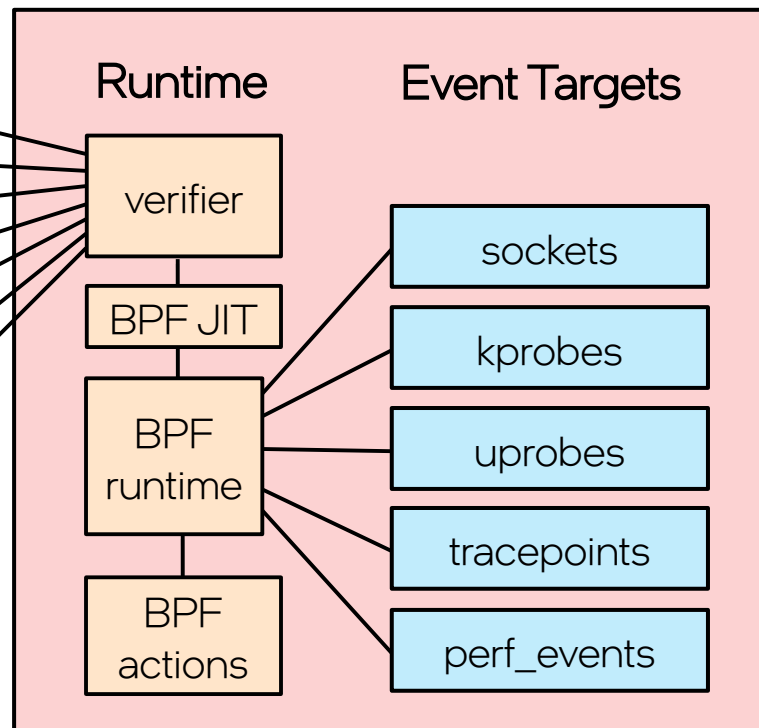 Runtime
Event Targets
verifier
BPF JIT
BPF
runtime
BPF
actions
sockets
kprobes
uprobes
tracepoints
perf_events